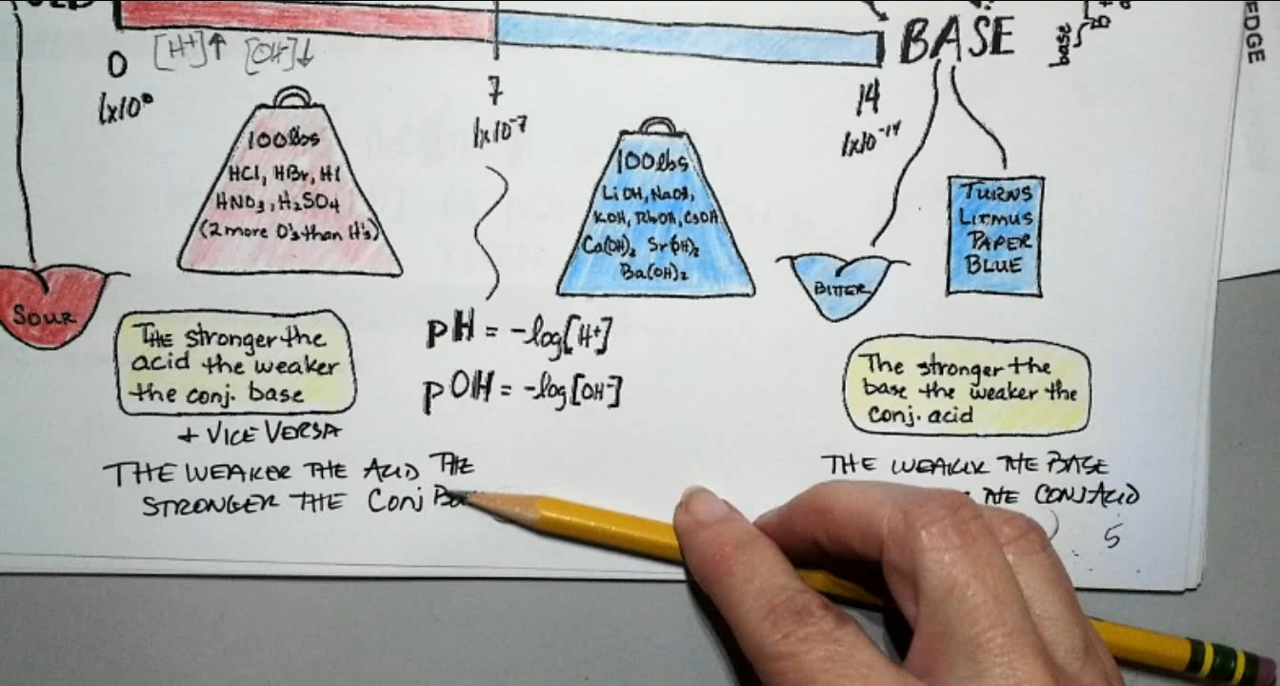 EDGE
BASE
base
[H+]↑ [OH-]↓
0
1x10⁰
7
1x10⁻⁷
14
1x10⁻¹⁴
100lbs
HCl, HBr, HI
HNO₃, H₂SO₄
(2 more O's than H's)
100lbs
LiOH, NaOH,
KOH, RbOH, CsOH
Ca(OH)₂ Sr(OH)₂
Ba(OH)₂
TURNS
LITMUS
PAPER
BLUE
SOUR
BITTER
THE stronger the
acid the weaker
the conj. base
+ VICE VERSA
THE WEAKER THE ACID THE
STRONGER THE Conj
pH = -log[H+]
pOH = -log[OH-]
The stronger the
base the weaker the
conj. acid
THE WEAKER THE BASE
THE CONJ ACID
5